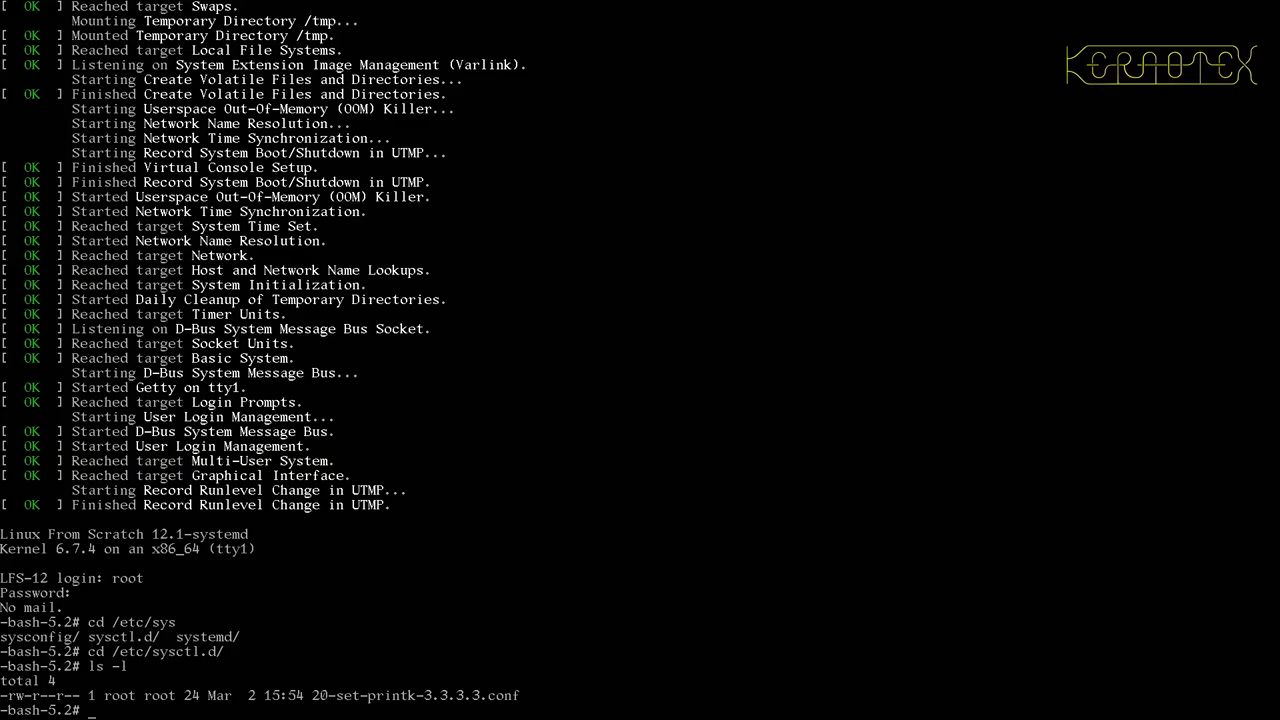 [  OK  ] Reached target Swaps.
         Mounting Temporary Directory /tmp...
[  OK  ] Mounted Temporary Directory /tmp.
[  OK  ] Reached target Local File Systems.
[  OK  ] Listening on System Extension Image Management (Varlink).
         Starting Create Volatile Files and Directories...
[  OK  ] Finished Create Volatile Files and Directories.
         Starting Userspace Out-Of-Memory (OOM) Killer...
         Starting Network Name Resolution...
         Starting Network Time Synchronization...
         Starting Record System Boot/Shutdown in UTMP...
[  OK  ] Finished Virtual Console Setup.
[  OK  ] Finished Record System Boot/Shutdown in UTMP.
[  OK  ] Started Userspace Out-Of-Memory (OOM) Killer.
[  OK  ] Started Network Time Synchronization.
[  OK  ] Reached target System Time Set.
[  OK  ] Started Network Name Resolution.
[  OK  ] Reached target Network.
[  OK  ] Reached target Host and Network Name Lookups.
[  OK  ] Reached target System Initialization.
[  OK  ] Started Daily Cleanup of Temporary Directories.
[  OK  ] Reached target Timer Units.
[  OK  ] Listening on D-Bus System Message Bus Socket.
[  OK  ] Reached target Socket Units.
[  OK  ] Reached target Basic System.
         Starting D-Bus System Message Bus...
[  OK  ] Started Getty on tty1.
[  OK  ] Reached target Login Prompts.
         Starting User Login Management...
[  OK  ] Started D-Bus System Message Bus.
[  OK  ] Started User Login Management.
[  OK  ] Reached target Multi-User System.
[  OK  ] Reached target Graphical Interface.
         Starting Record Runlevel Change in UTMP...
[  OK  ] Finished Record Runlevel Change in UTMP.
Linux From Scratch 12.1-systemd
Kernel 6.7.4 on an x86_64 (tty1)
LFS-12 login: root
Password:
No mail.
-bash-5.2# cd /etc/sys
sysconfig/ sysctl.d/  systemd/
-bash-5.2# cd /etc/sysctl.d/
-bash-5.2# ls -l
total 4
-rw-r--r-- 1 root root 24 Mar  2 15:54 20-set-printk-3.3.3.3.conf
-bash-5.2# _